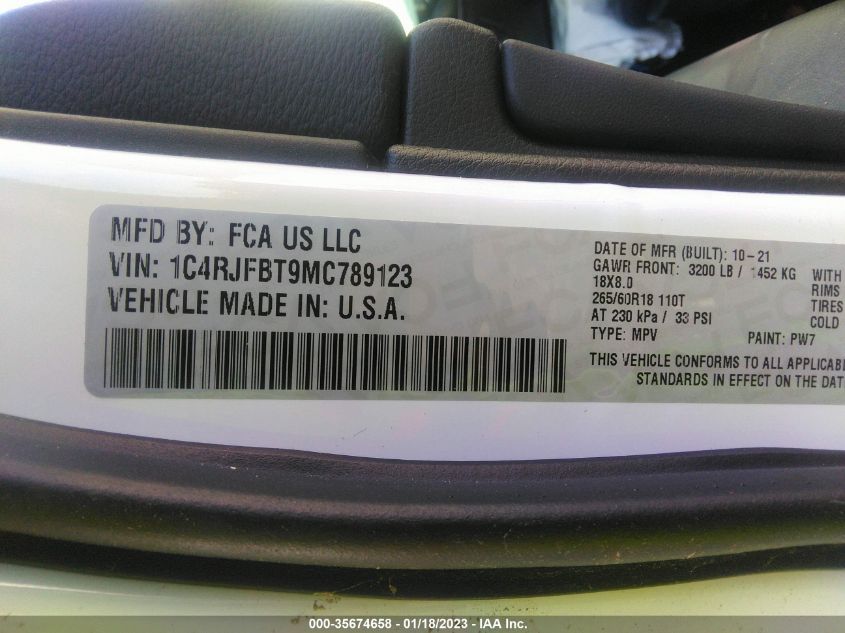 MFD BY: FCA US LLC
VIN: 1C4RJFBT9MC789123
VEHICLE MADE IN: U.S.A.
DATE OF MFR (BUILT): 10-21
GAWR FRONT: 3200 LB / 1452 KG WITH
18X8.0 RIMS
265/60R18 110T TIRES
AT 230 kPa / 33 PSI COLD
TYPE: MPV PAINT: PW7
THIS VEHICLE CONFORMS TO ALL APPLICABLE
STANDARDS IN EFFECT ON THE DAT
000-35674658 - 01/18/2023 - IAA Inc.